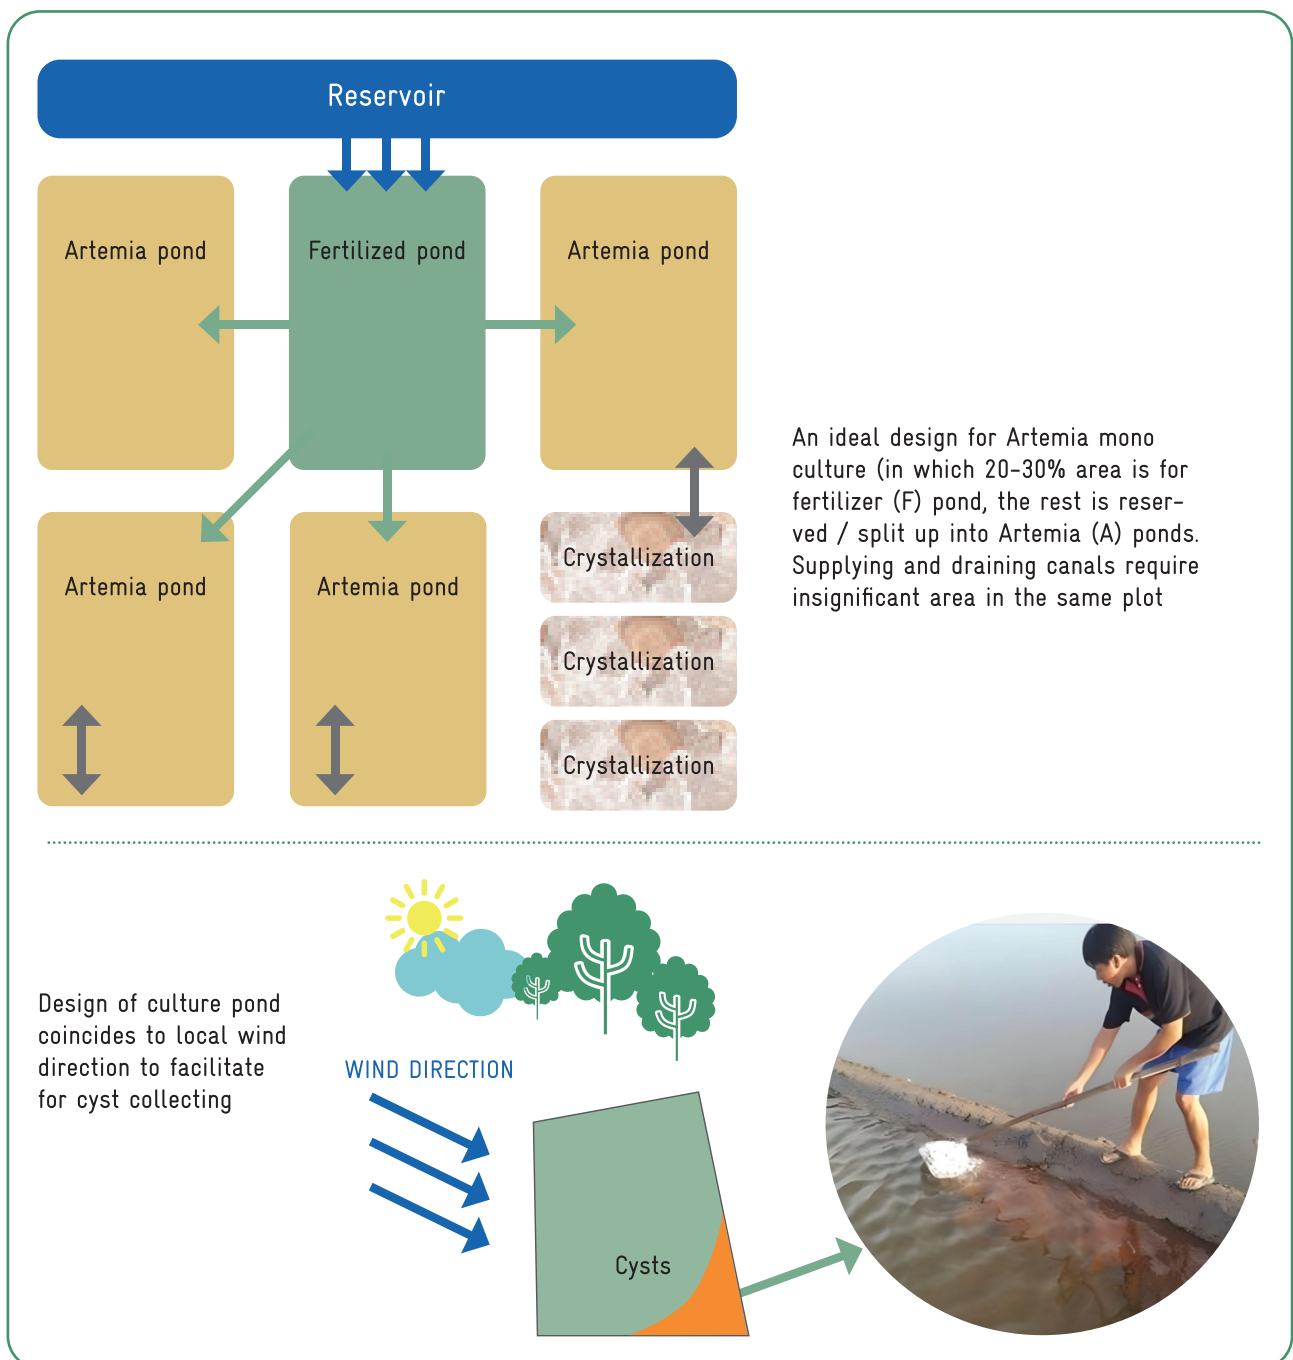 Reservoir
Artemia pond
Fertilized pond
Artemia pond
Artemia pond
Artemia pond
Crystallization
Crystallization
Crystallization
An ideal design for Artemia mono
culture (in which 20-30% area is for
fertilizer (F) pond, the rest is reser-
ved / split up into Artemia (A) ponds.
Supplying and draining canals require
insignificant area in the same plot
Design of culture pond
coincides to local wind
direction to facilitate
for cyst collecting
WIND DIRECTION
Cysts